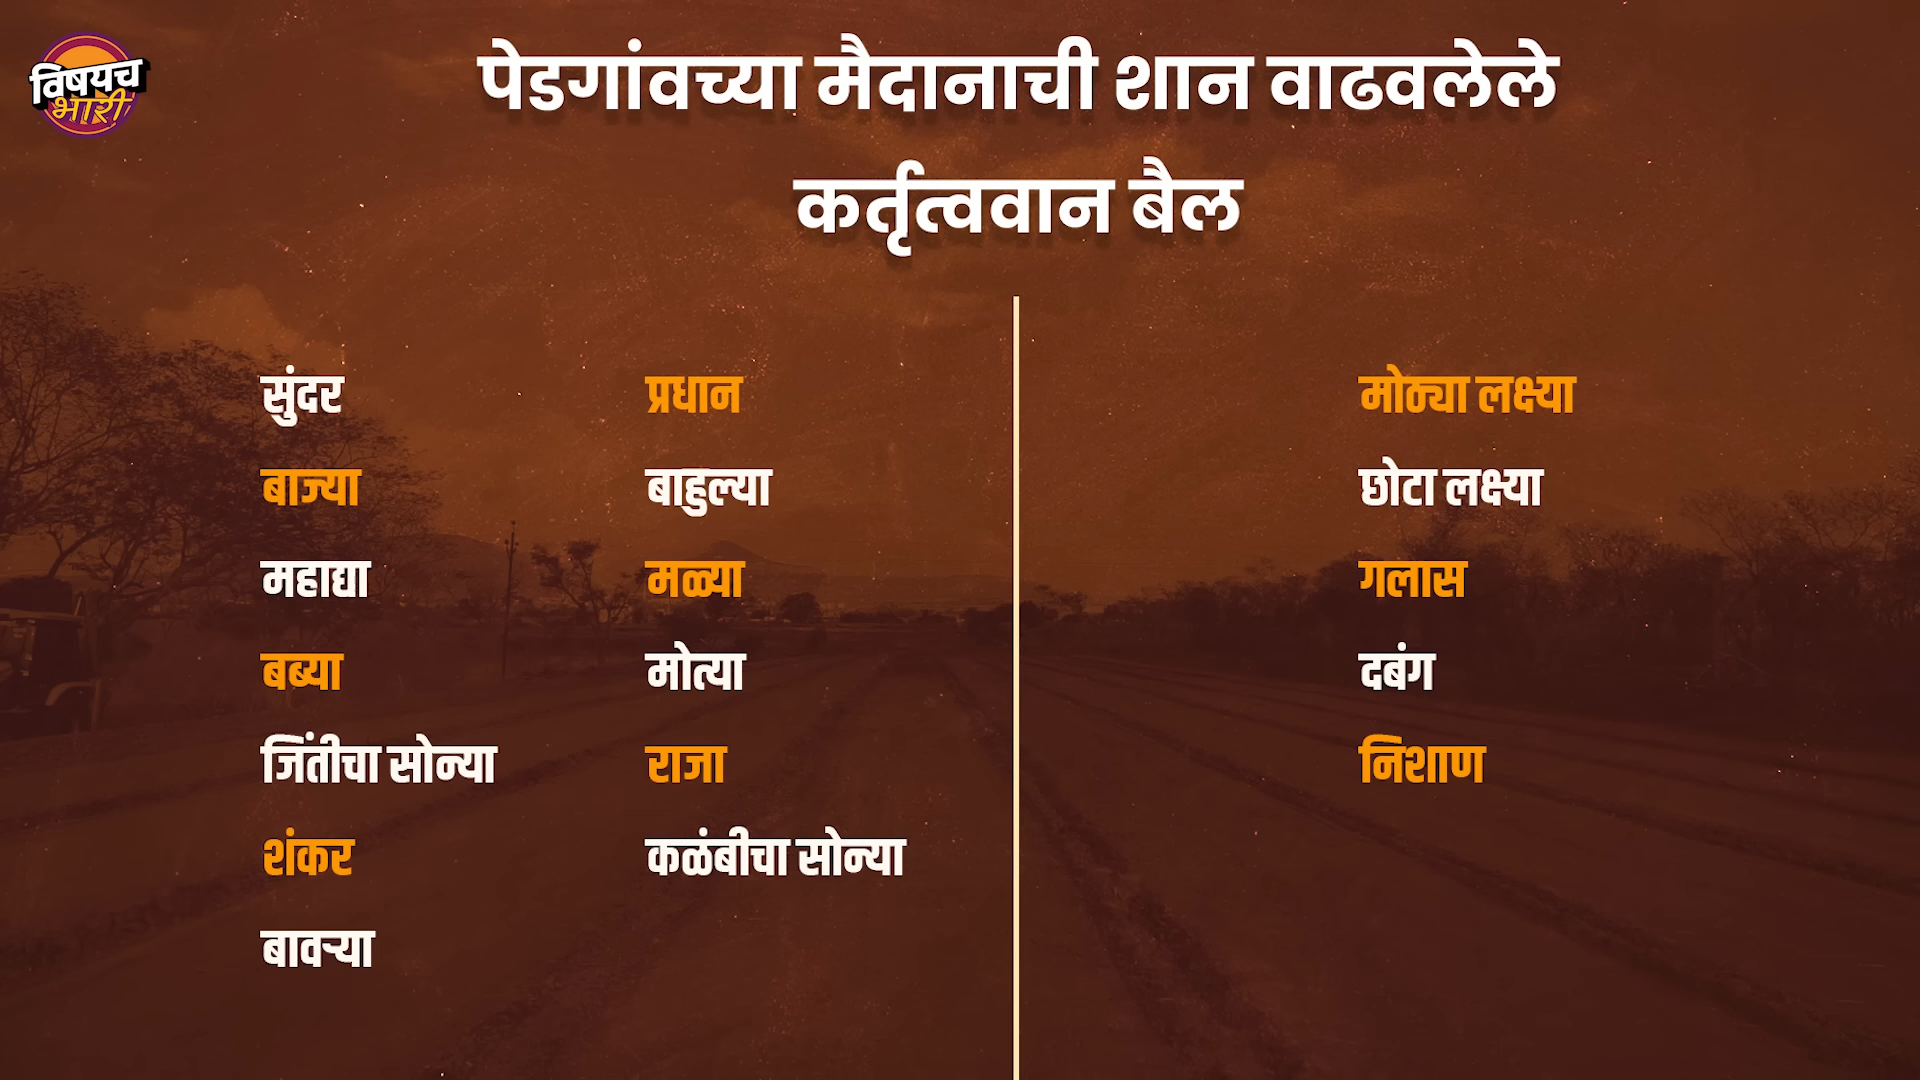 विषयच
भारी
पेडगांवच्या मैदानाची शान वाढवलेले
कर्तृत्ववान बैल
सुंदर
बाज्या
महाद्या
बब्या
जिंतीचा सोन्या
शंकर
बावऱ्या
प्रधान
बाहुल्या
मळ्या
मोत्या
राजा
कळंबीचा सोन्या
मोठ्या लक्ष्या
छोटा लक्ष्या
गलास
दबंग
निशाण